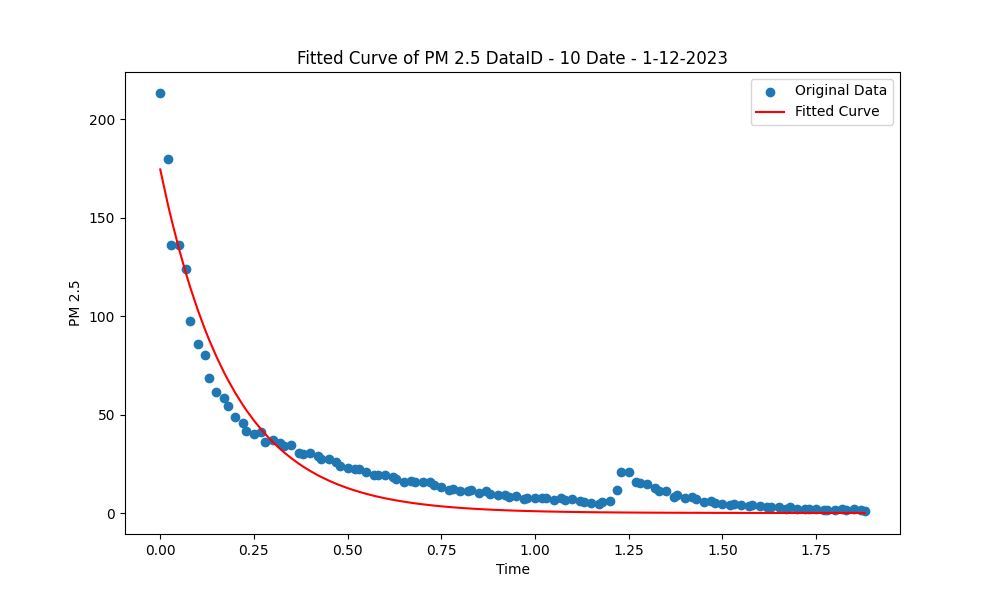 Fitted Curve of PM 2.5 DataID - 10 Date - 1-12-2023
Original Data
Fitted Curve
200
150
100
50
0
PM 2.5
0.00 0.25 0.50 0.75 1.00 1.25 1.50 1.75
Time